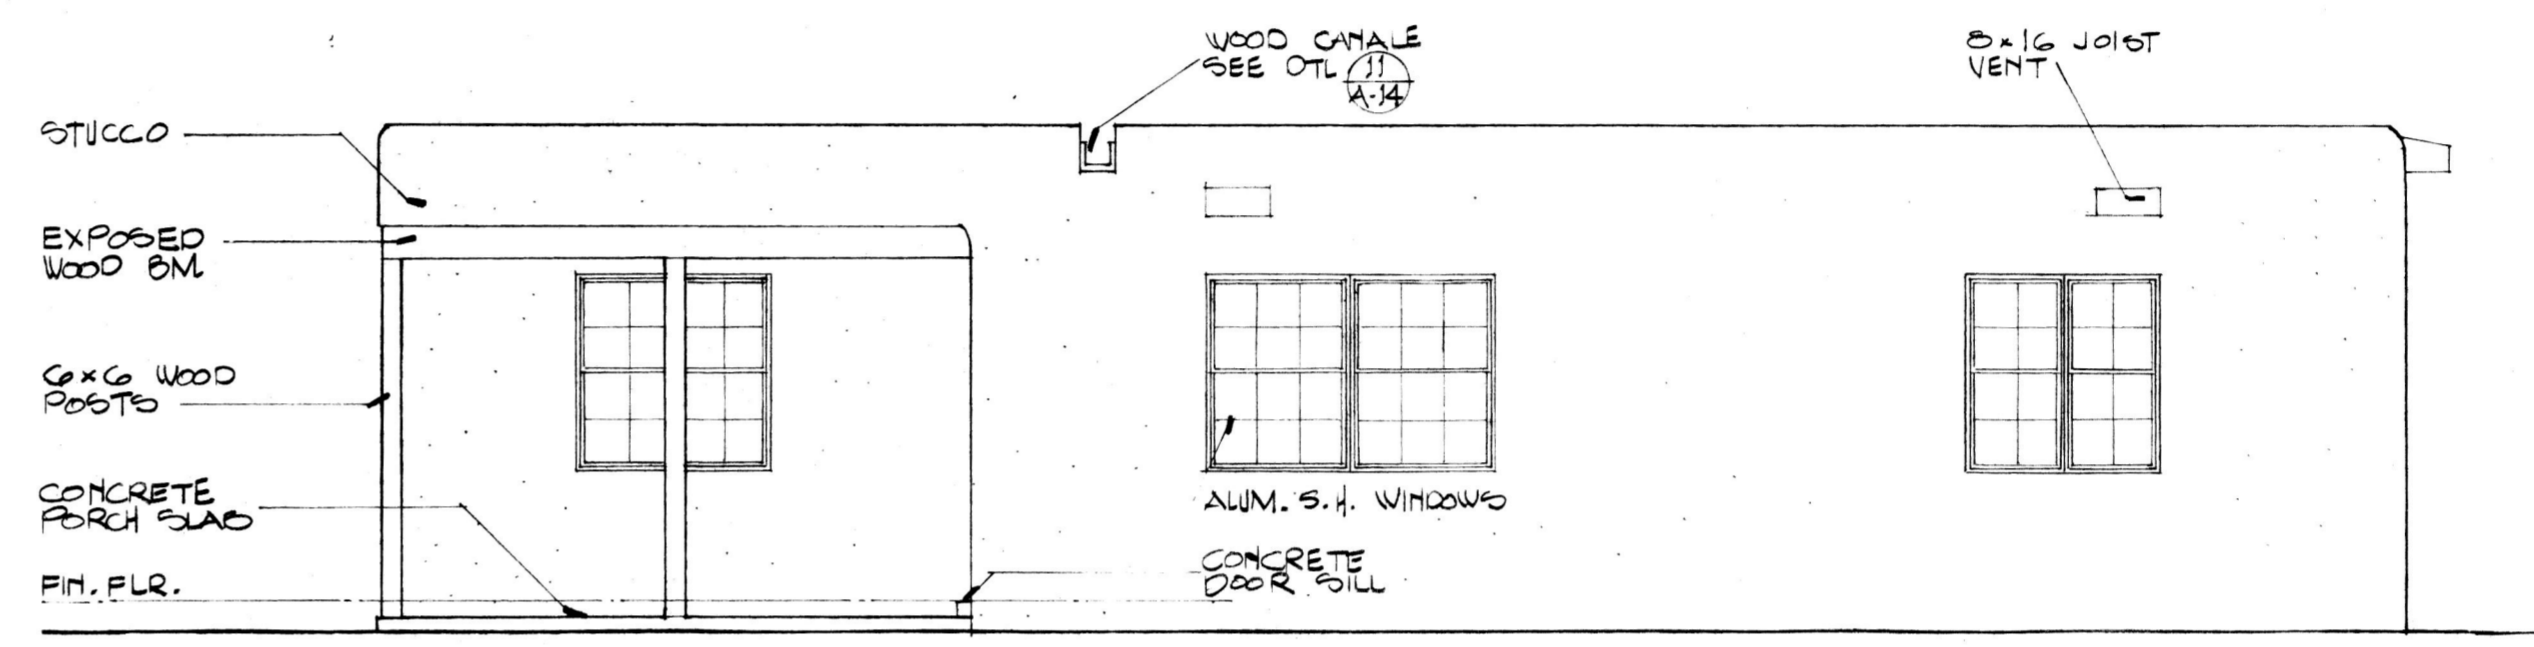 WOOD CANALE
SEE DTL 11
A-14
8x16 JOIST
VENT
STUCCO
EXPOSED
WOOD BM
6x6 WOOD
POSTS
CONCRETE
PORCH SLAB
FIN. FLR.
ALUM. S.H. WINDOWS
CONCRETE
DOOR SILL